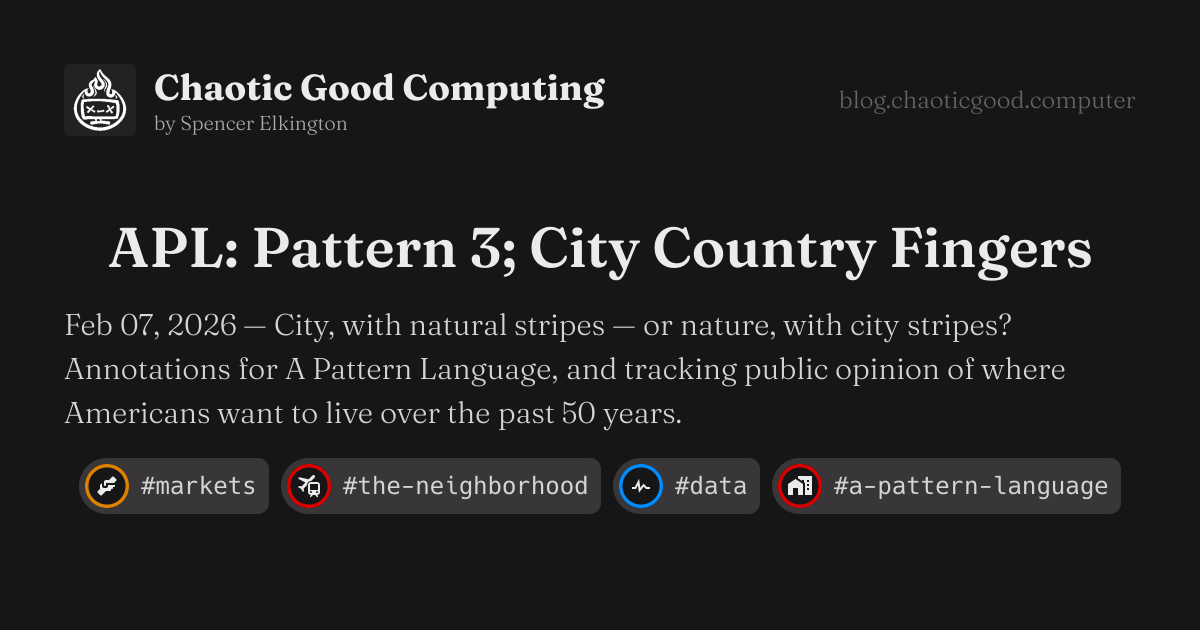 Chaotic Good Computing
by Spencer Elkington
blog.chaoticgood.computer
APL: Pattern 3; City Country Fingers
Feb 07, 2026 — City, with natural stripes — or nature, with city stripes?
Annotations for A Pattern Language, and tracking public opinion of where
Americans want to live over the past 50 years.
#markets #the-neighborhood #data #a-pattern-language